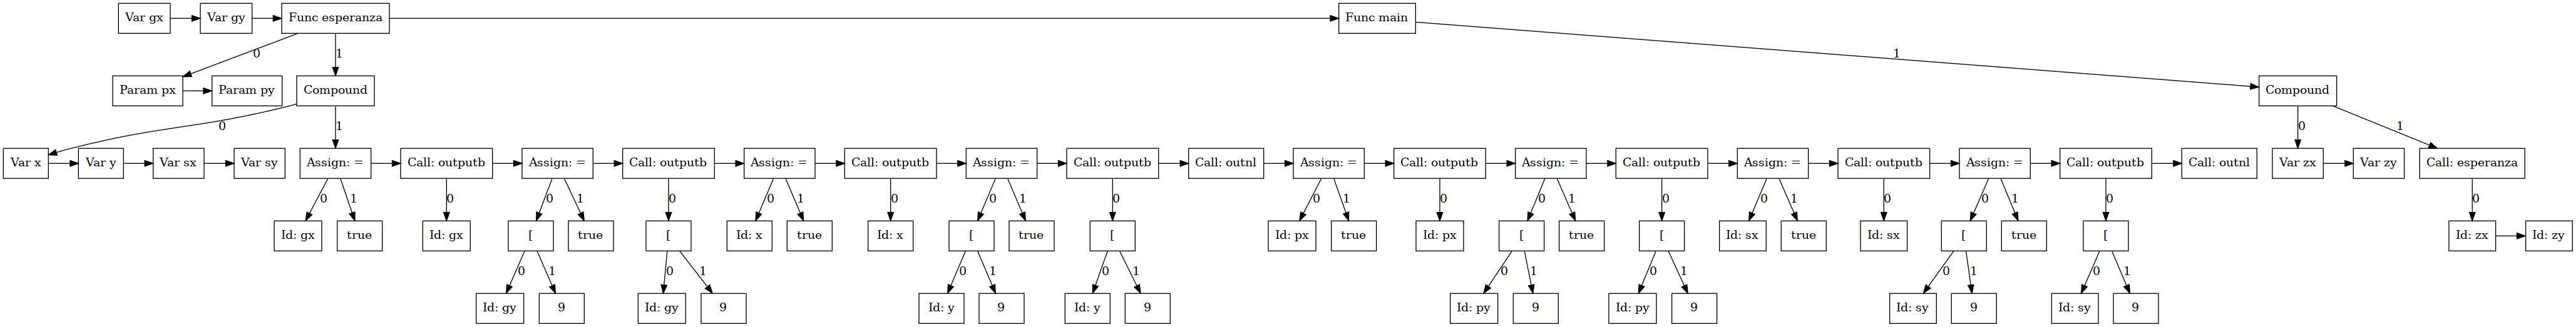 Var gx
Var gy
Func esperanza
Func main
0
1
1
Param px
Param py
Compound
Compound
0
1
0
1
Var x
Var y
Var sx
Var sy
Assign: =
Call: outputb
Assign: =
Call: outputb
Assign: =
Call: outputb
Assign: =
Call: outputb
Call: outnl
Assign: =
Call: outputb
Assign: =
Call: outputb
Assign: =
Call: outputb
Assign: =
Call: outputb
Call: outnl
Var zx
Var zy
Call: esperanza
0
1
0
0
1
0
0
1
0
0
1
0
0
1
0
0
1
0
0
1
0
0
1
0
0
Id: gx
true
Id: gx
[
true
[
Id: x
true
Id: x
[
true
[
Id: px
true
Id: px
[
true
[
Id: sx
true
Id: sx
[
true
[
Id: zx
Id: zy
0
1
0
1
0
1
0
1
0
1
0
1
0
1
0
1
Id: gy
9
Id: gy
9
Id: y
9
Id: y
9
Id: py
9
Id: py
9
Id: sy
9
Id: sy
9